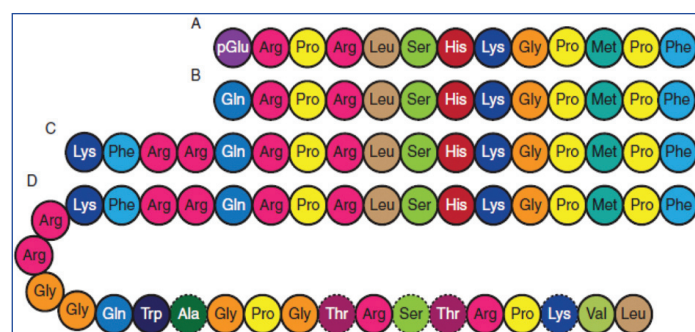 A
pGlu Arg Pro Arg Leu Ser His Lys Gly Pro Met Pro Phe
B
Gln Arg Pro Arg Leu Ser His Lys Gly Pro Met Pro Phe
C
Lys Phe Arg Arg Gln Arg Pro Arg Leu Ser His Lys Gly Pro Met Pro Phe
D
Lys Phe Arg Arg Gln Arg Pro Arg Leu Ser His Lys Gly Pro Met Pro Phe
Arg
Arg
Gly
Gly Gln Trp Ala Gly Pro Gly Thr Arg Ser Thr Arg Pro Lys Val Leu